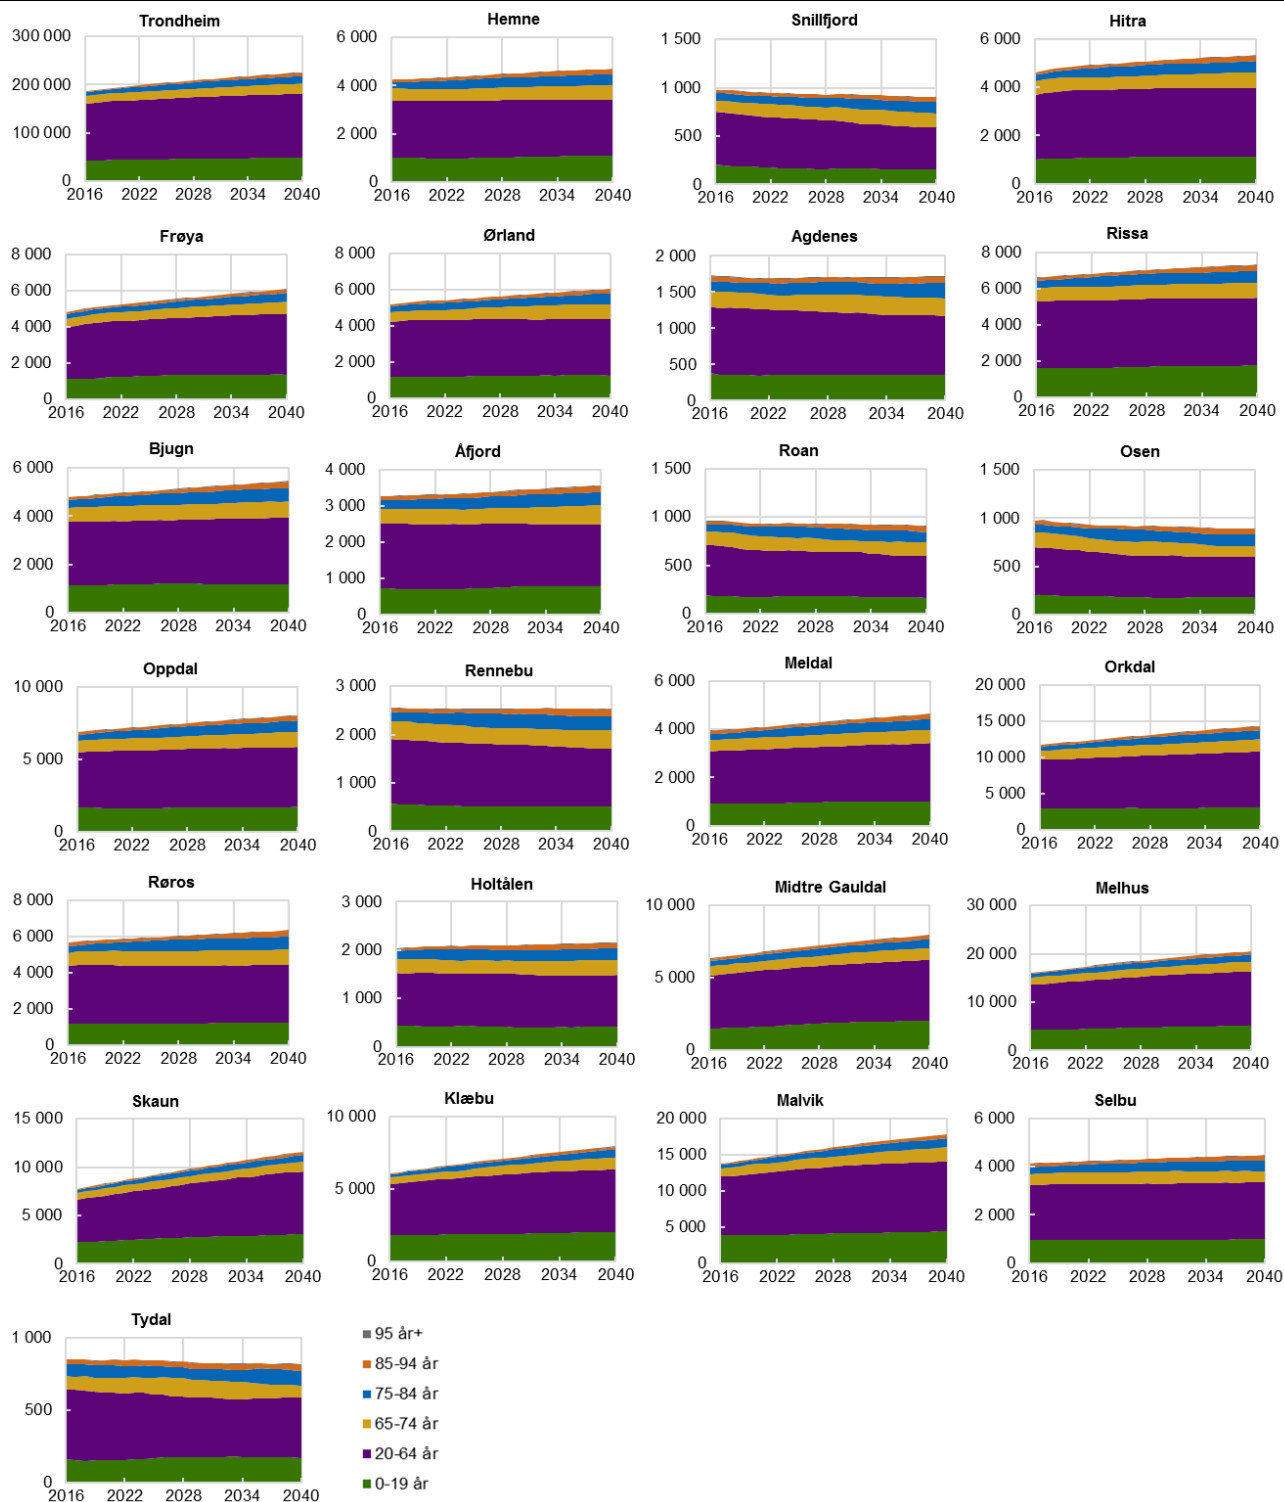 Trondheim
300 000
200 000
100 000
0
2016 2022 2028 2034 2040
Hemne
6 000
4 000
2 000
0
2016 2022 2028 2034 2040
Snillfjord
1 500
1 000
500
0
2016 2022 2028 2034 2040
Hitra
6 000
4 000
2 000
0
2016 2022 2028 2034 2040
Frøya
8 000
6 000
4 000
2 000
0
2016 2022 2028 2034 2040
Ørland
8 000
6 000
4 000
2 000
0
2016 2022 2028 2034 2040
Agdenes
2 000
1 500
1 000
500
0
2016 2022 2028 2034 2040
Rissa
8 000
6 000
4 000
2 000
0
2016 2022 2028 2034 2040
Bjugn
6 000
4 000
2 000
0
2016 2022 2028 2034 2040
Åfjord
4 000
3 000
2 000
1 000
0
2016 2022 2028 2034 2040
Roan
1 500
1 000
500
0
2016 2022 2028 2034 2040
Osen
1 500
1 000
500
0
2016 2022 2028 2034 2040
Oppdal
10 000
5 000
0
2016 2022 2028 2034 2040
Rennebu
3 000
2 000
1 000
0
2016 2022 2028 2034 2040
Meldal
6 000
4 000
2 000
0
2016 2022 2028 2034 2040
Orkdal
20 000
15 000
10 000
5 000
0
2016 2022 2028 2034 2040
Røros
8 000
6 000
4 000
2 000
0
2016 2022 2028 2034 2040
Holtålen
3 000
2 000
1 000
0
2016 2022 2028 2034 2040
Midtre Gauldal
10 000
5 000
0
2016 2022 2028 2034 2040
Melhus
30 000
20 000
10 000
0
2016 2022 2028 2034 2040
Skaun
15 000
10 000
5 000
0
2016 2022 2028 2034 2040
Klæbu
10 000
5 000
0
2016 2022 2028 2034 2040
Malvik
20 000
15 000
10 000
5 000
0
2016 2022 2028 2034 2040
Selbu
6 000
4 000
2 000
0
2016 2022 2028 2034 2040
Tydal
1 000
500
0
2016 2022 2028 2034 2040
95 år+
85-94 år
75-84 år
65-74 år
20-64 år
0-19 år